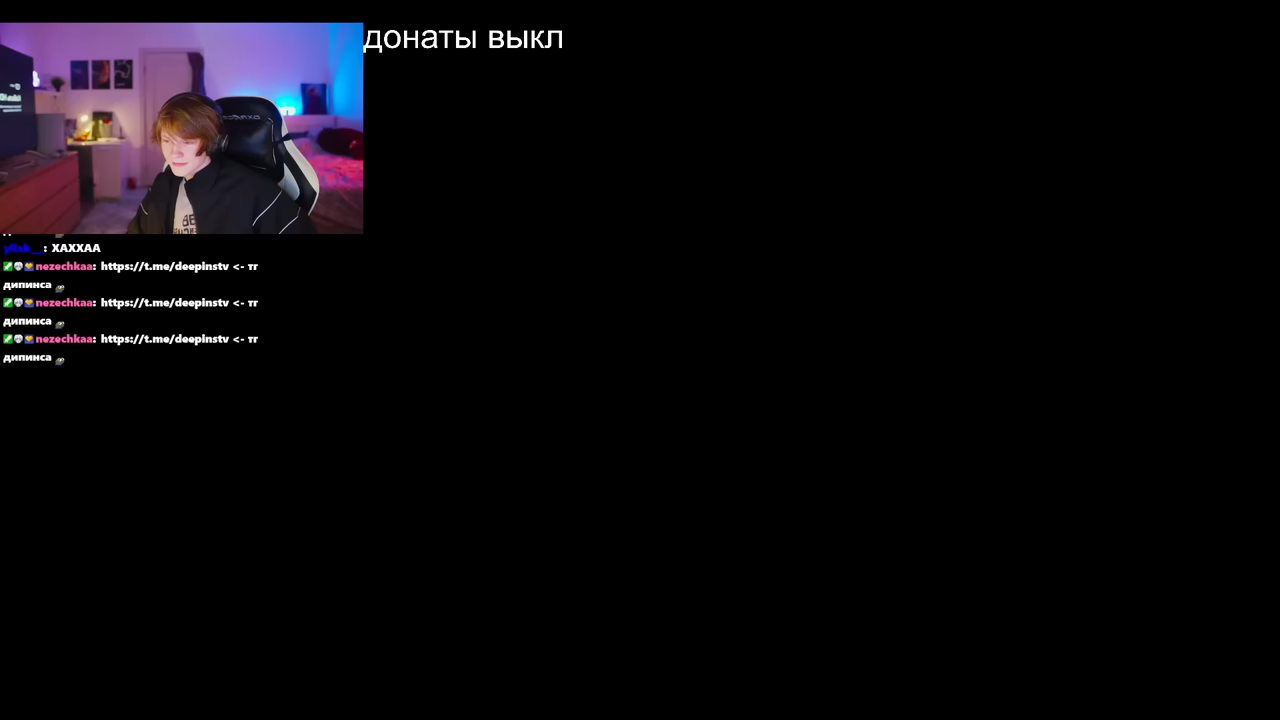 донаты выкл
y8ak__: ХАХХАА
nezechkaa: https://t.me/deepinstv <- тг
дипинса
nezechkaa: https://t.me/deepinstv <- тг
дипинса
nezechkaa: https://t.me/deepinstv <- тг
дипинса